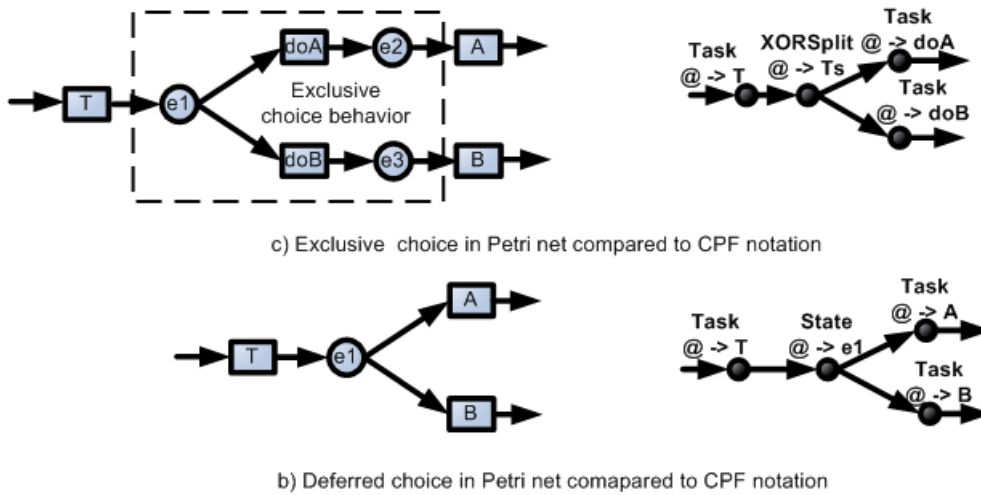 Task
@ -> doA
XORSplit
@ -> Ts
Task
@ -> T
doA
e2
A
T
e1
Exclusive
choice behavior
Task
@ -> doB
doB
e3
B
c) Exclusive choice in Petri net compared to CPF notation
A
Task
@ -> A
Task
@ -> T
State
@ -> e1
T
e1
Task
@ -> B
B
b) Deferred choice in Petri net comapared to CPF notation